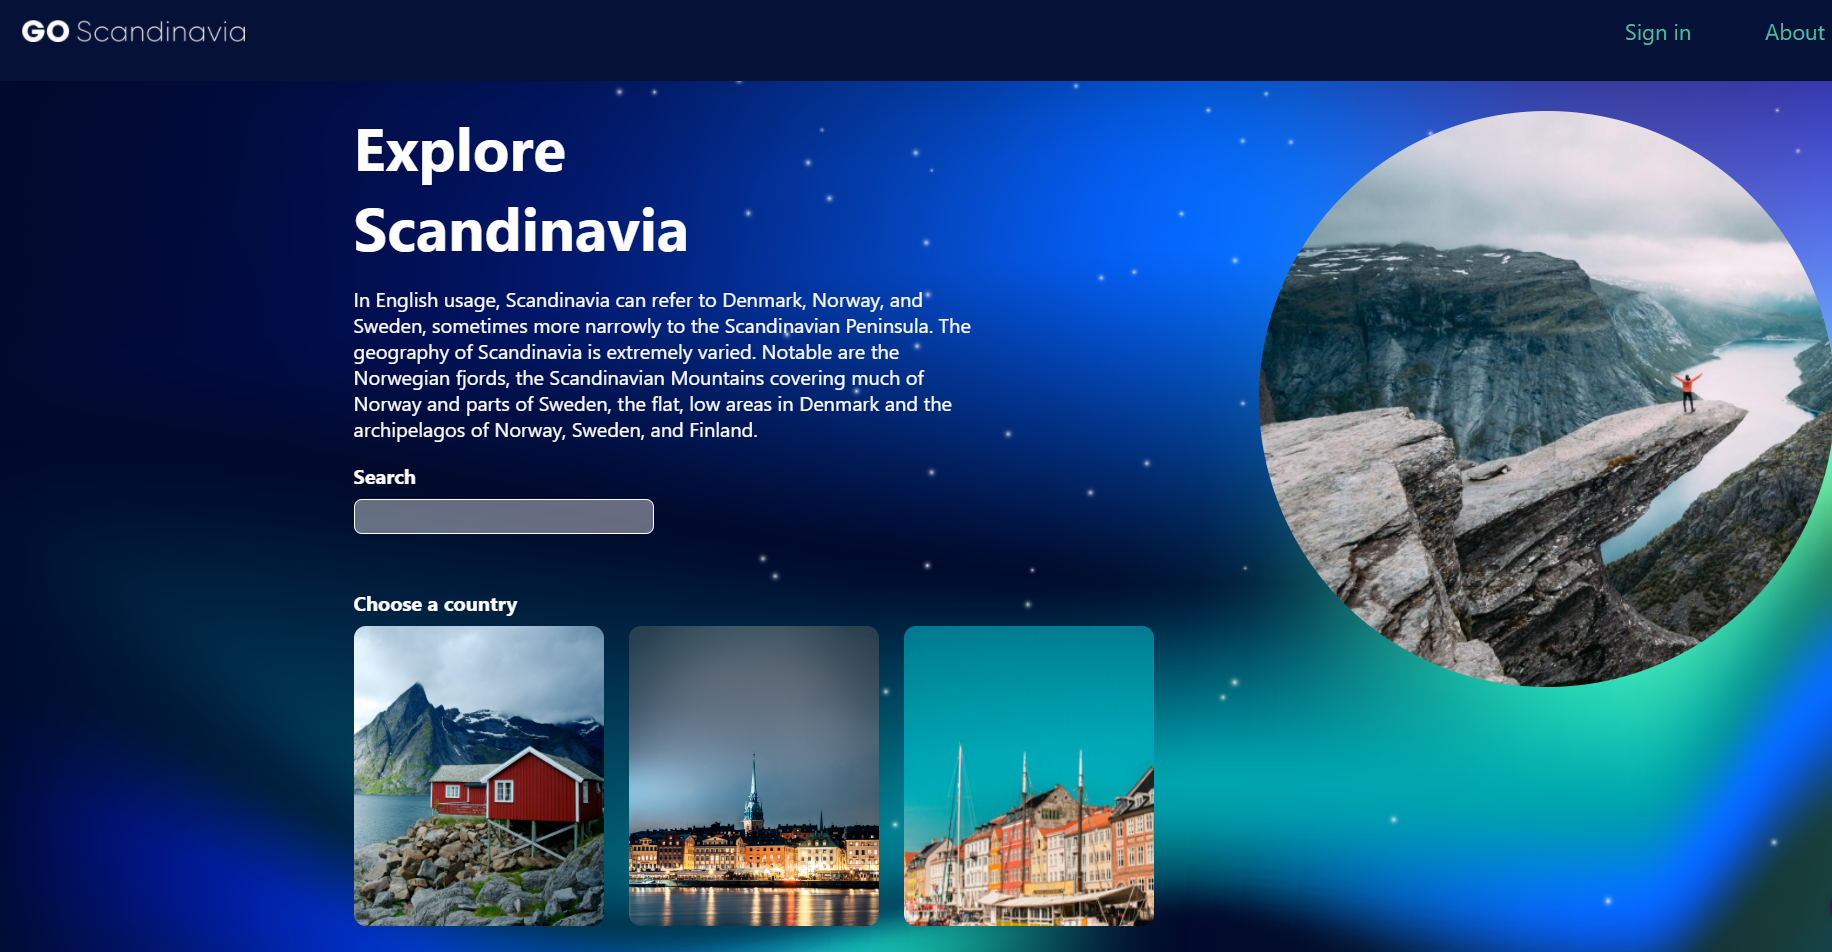 GO Scandinavia
Sign in
About
Explore
Scandinavia
In English usage, Scandinavia can refer to Denmark, Norway, and
Sweden, sometimes more narrowly to the Scandinavian Peninsula. The
geography of Scandinavia is extremely varied. Notable are the
Norwegian fjords, the Scandinavian Mountains covering much of
Norway and parts of Sweden, the flat, low areas in Denmark and the
archipelagos of Norway, Sweden, and Finland.
Search
Choose a country